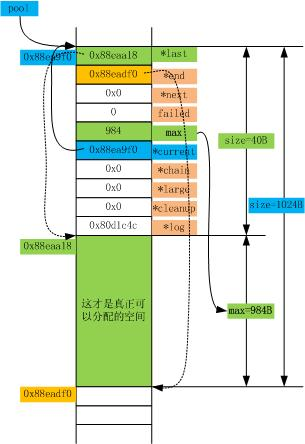 pool
0x88ea9f0
0x88eaa18
*last
0x88eadf0
*end
0x0
*next
0
failed
984
max
0x88ea9f0
*current
0x0
*chain
0x0
*large
0x0
*cleanup
0x80d1c4c
*log
size=40B
size=1024B
0x88eaa18
这才是真正可
以分配的空间
max=984B
0x88eadf0